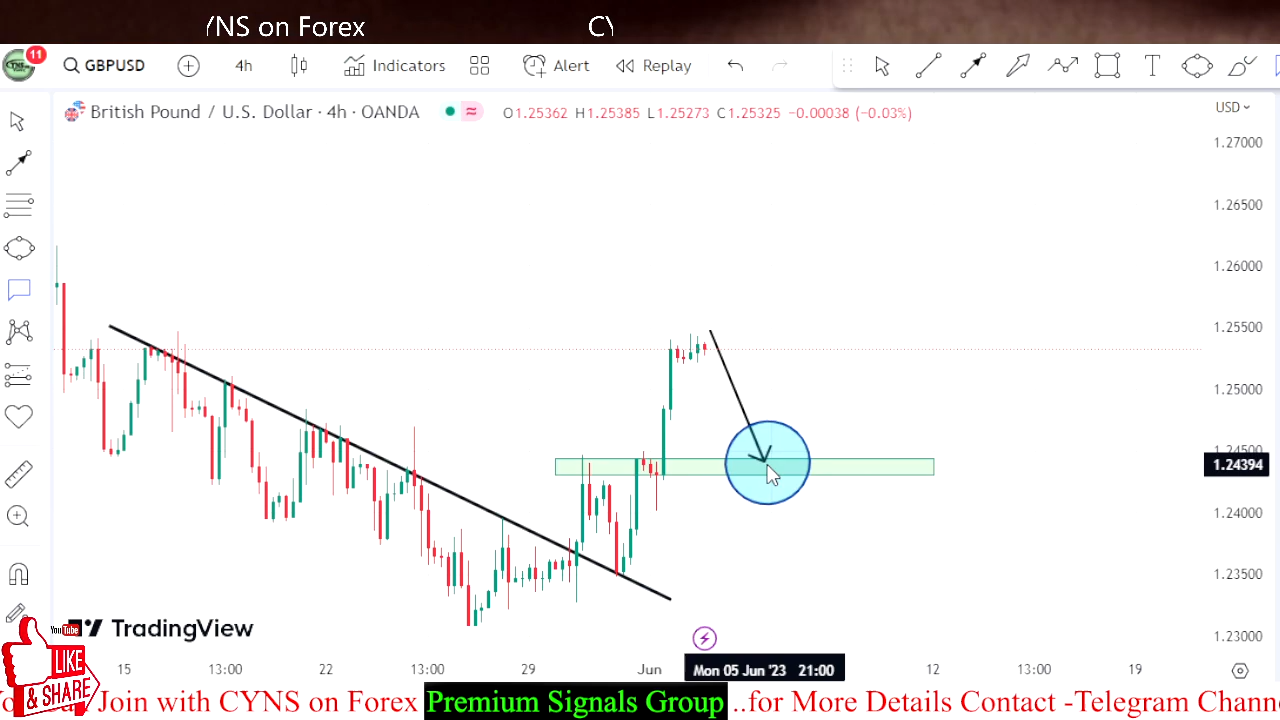 YNS on Forex CY
11 GBPUSD 4h Indicators Alert Replay
British Pound / U.S. Dollar · 4h · OANDA O1.25362 H1.25385 L1.25273 C1.25325 −0.00038 (−0.03%) USD
1.27000
1.26500
1.26000
1.25500
1.25000
1.24394
1.24000
1.23500
1.23000
TradingView
15 13:00 22 13:00 29 Jun Mon 05 Jun '23 21:00 12 13:00 19
YouTube
LIKE
& SHARE
Join with CYNS on Forex Premium Signals Group ..for More Details Contact -Telegram Chann